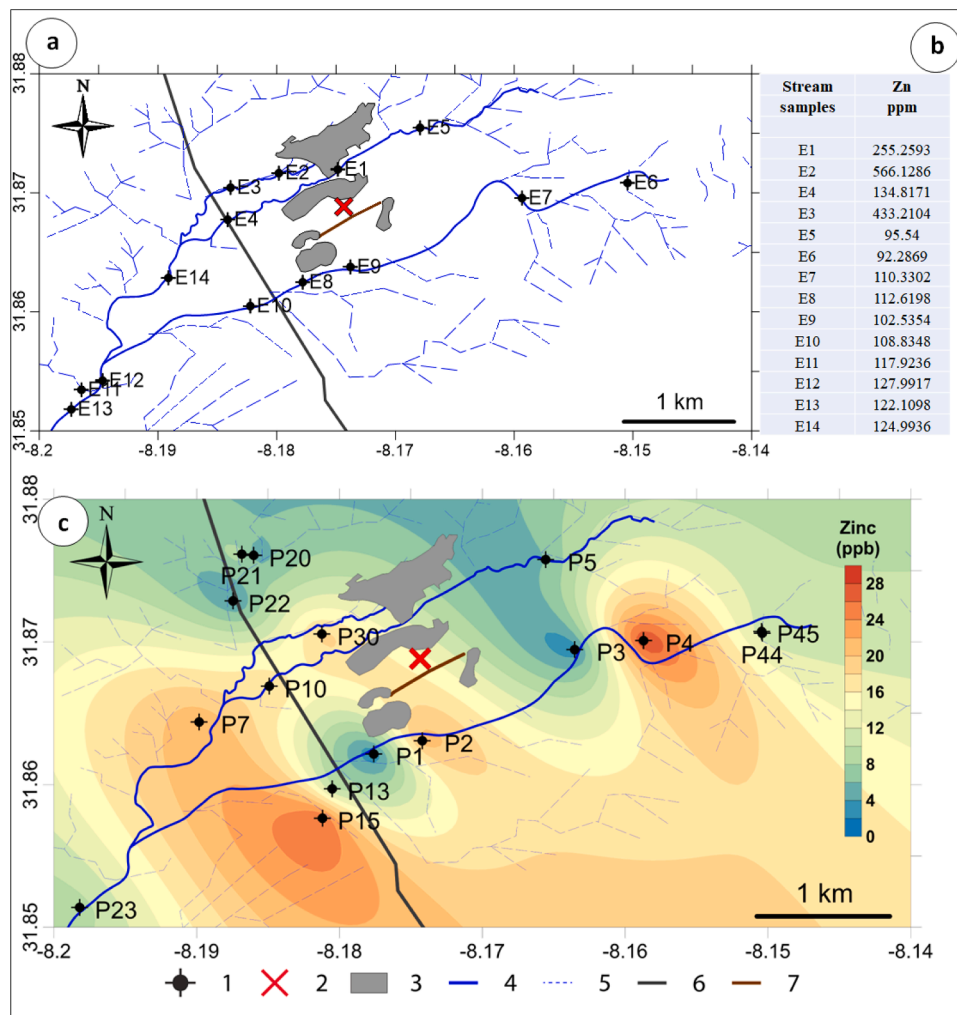 a
b
N
31.88
31.87
31.86
31.85
E5
E1
E2
E3
E4
E6
E7
E14
E9
E8
E10
E12
E11
E13
1 km
-8.2
-8.19
-8.18
-8.17
-8.16
-8.15
-8.14
Stream Zn
samples ppm
E1 255.2593
E2 566.1286
E4 134.8171
E3 433.2104
E5 95.54
E6 92.2869
E7 110.3302
E8 112.6198
E9 102.5354
E10 108.8348
E11 117.9236
E12 127.9917
E13 122.1098
E14 124.9936
c
N
31.88
31.87
31.86
31.85
P20
P21
P22
P5
P30
P3
P4
P45
P44
P10
P7
P2
P1
P13
P15
P23
Zinc
(ppb)
28
24
20
16
12
8
4
0
1 km
-8.2
-8.19
-8.18
-8.17
-8.16
-8.15
-8.14
1 2 3 4 5 6 7